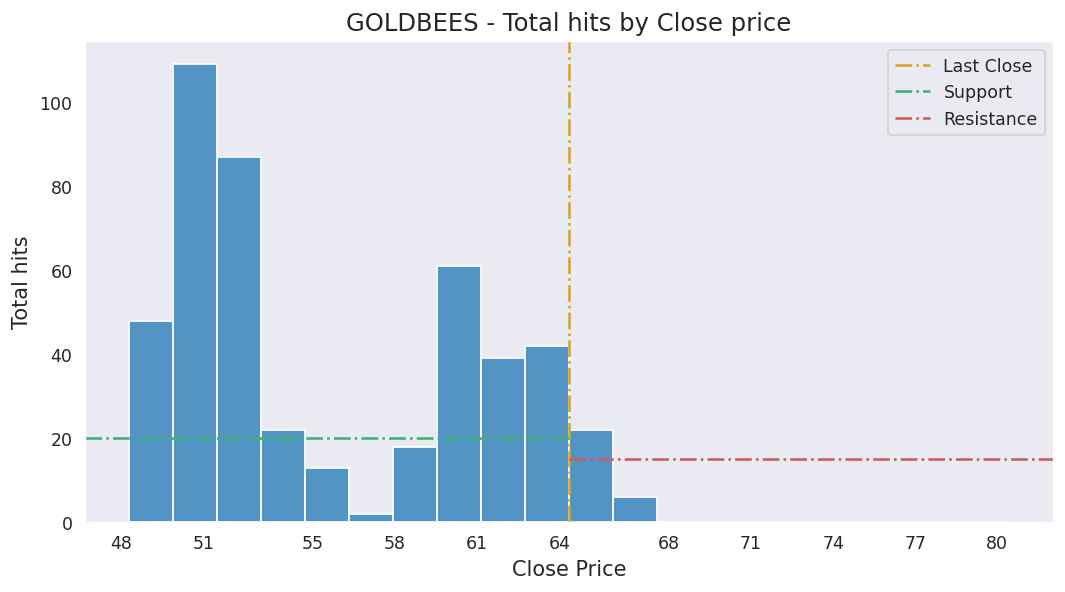 GOLDBEES - Total hits by Close price
Last Close
Support
Resistance
Total hits
100
80
60
40
20
0
48 51 55 58 61 64 68 71 74 77 80
Close Price